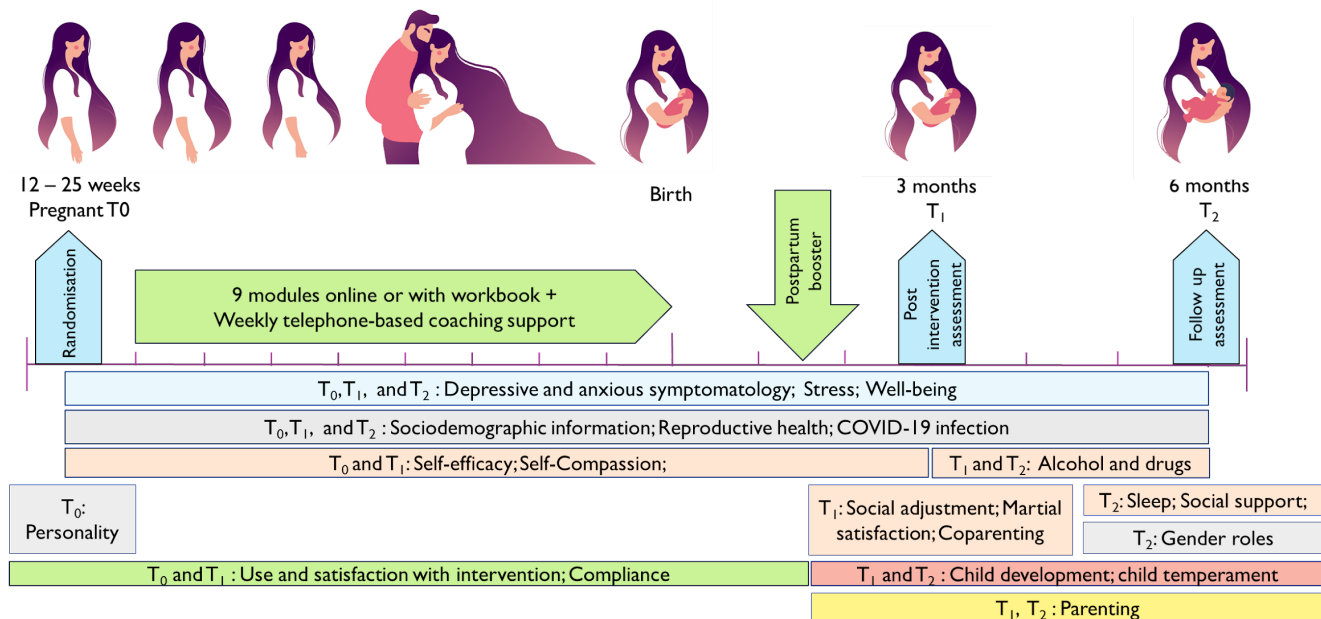 12 – 25 weeks
Pregnant T0
Birth
3 months
T₁
6 months
T₂
Randomisation
9 modules online or with workbook +
Weekly telephone-based coaching support
Postpartum
booster
Post
intervention
assessment
Follow up
assessment
T₀,T₁, and T₂ : Depressive and anxious symptomatology; Stress; Well-being
T₀,T₁, and T₂ : Sociodemographic information; Reproductive health; COVID-19 infection
T₀ and T₁: Self-efficacy; Self-Compassion;
T₁ and T₂: Alcohol and drugs
T₀:
Personality
T₁: Social adjustment; Martial
satisfaction; Coparenting
T₂: Sleep; Social support;
T₂: Gender roles
T₀ and T₁ : Use and satisfaction with intervention; Compliance
T₁ and T₂ : Child development; child temperament
T₁, T₂ : Parenting